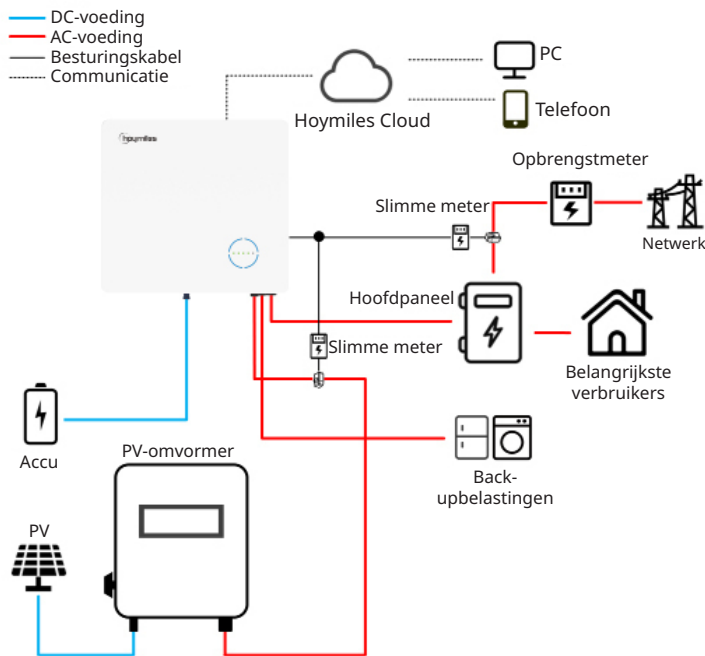 DC-voeding
AC-voeding
Besturingskabel
Communicatie
PC
Hoymiles Cloud
Telefoon
hoymiles
Opbrengstmeter
Slimme meter
Netwerk
Hoofdpaneel
Slimme meter
Belangrijkste
verbruikers
Accu
PV-omvormer
Back-
upbelastingen
PV